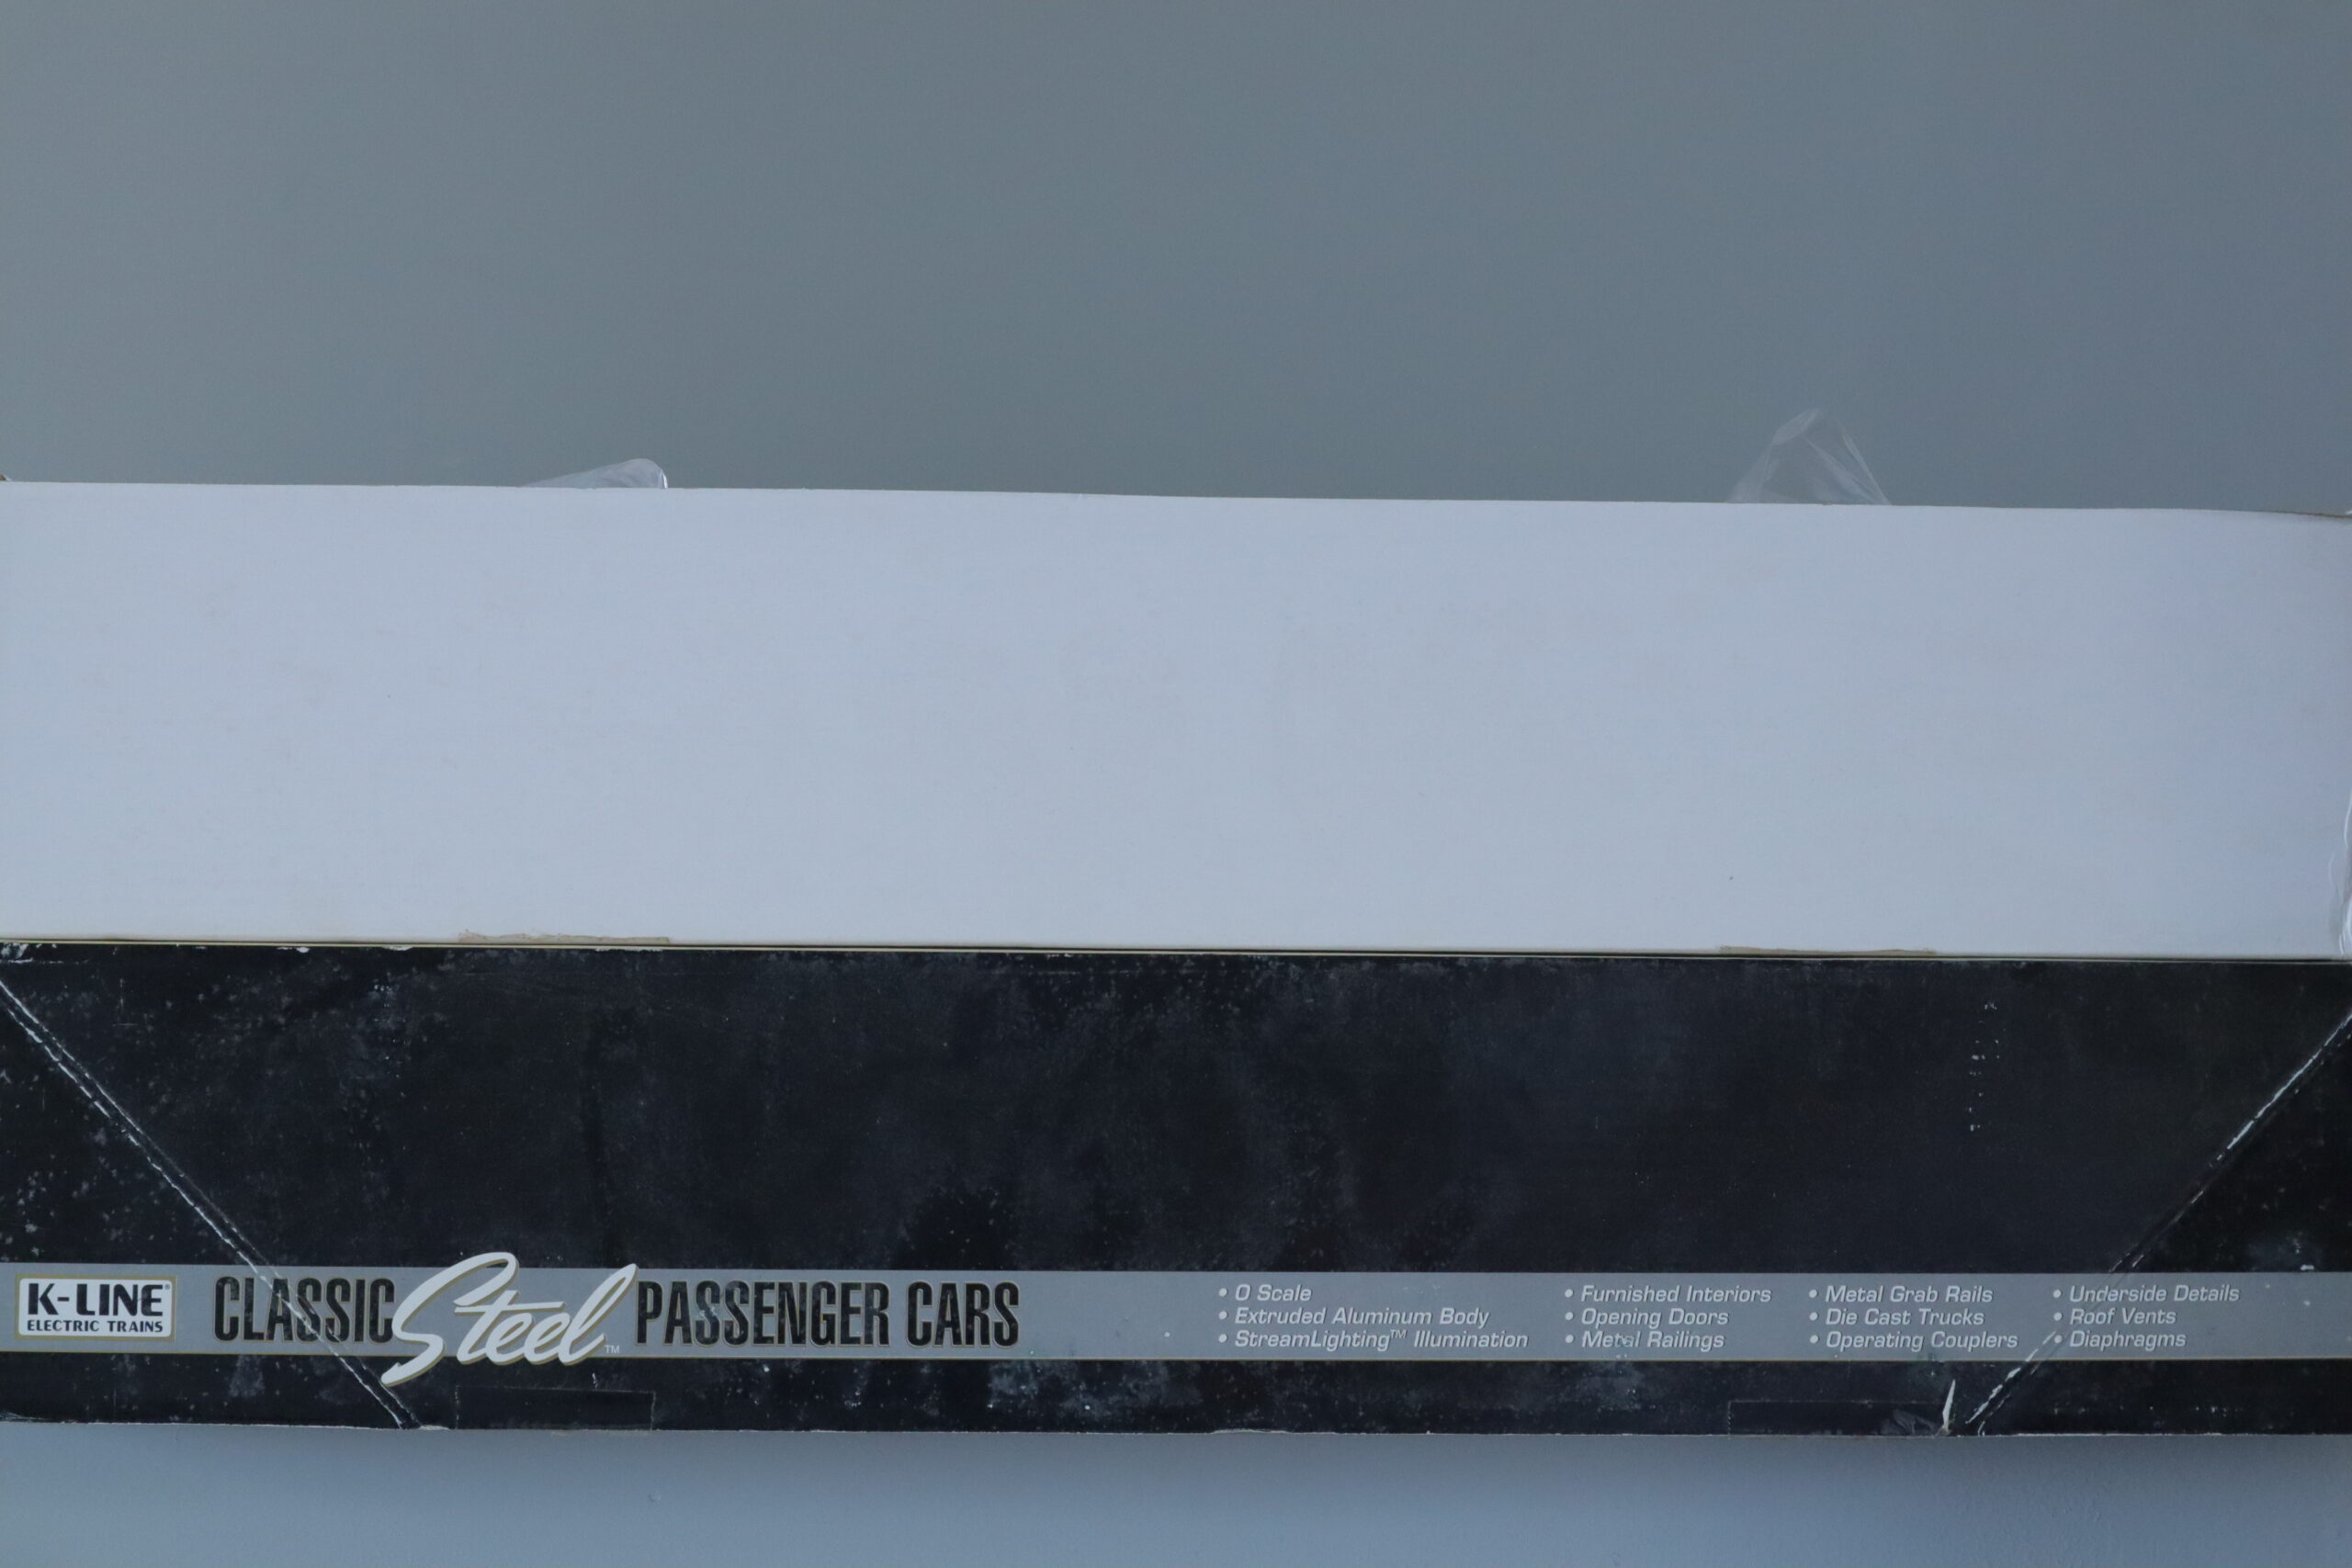 K-LINE®
ELECTRIC TRAINS
CLASSIC Steel™ PASSENGER CARS
• O Scale
• Extruded Aluminum Body
• StreamLighting™ Illumination
• Furnished Interiors
• Opening Doors
• Metal Railings
• Metal Grab Rails
• Die Cast Trucks
• Operating Couplers
• Underside Details
• Roof Vents
• Diaphragms